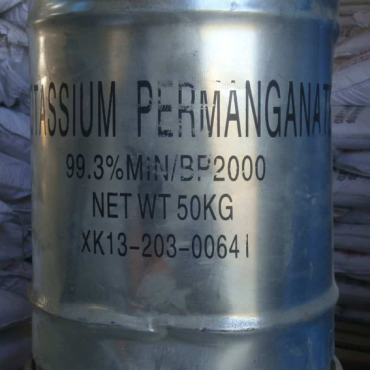 TASSIUM PERMANGANAT
99.3%MIN/BP2000
NET WT 50KG
XK13-203-00641